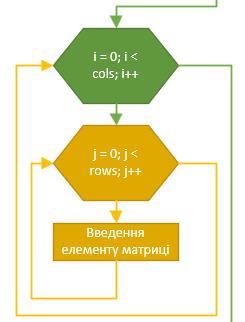 i = 0; i <
cols; i++
j = 0; j <
rows; j++
Введення
елементу матриці